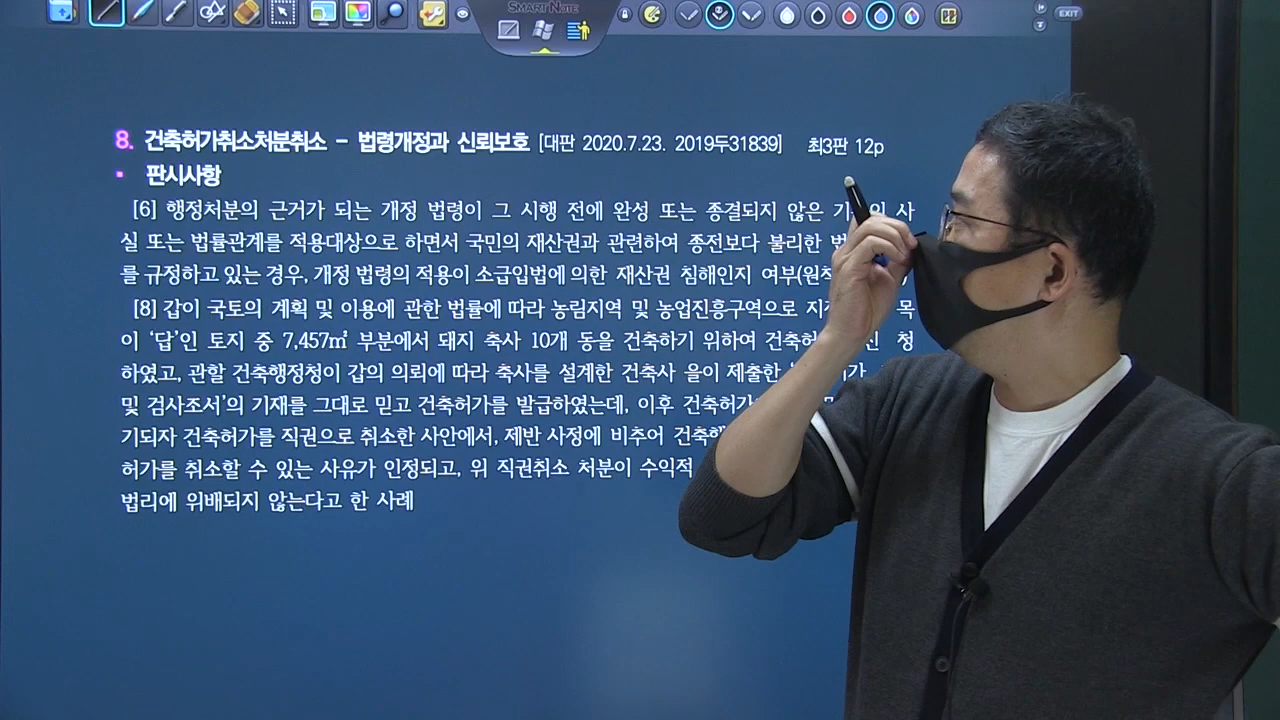 SMART NOTE
EXIT
8. 건축허가취소처분취소 - 법령개정과 신뢰보호 [대판 2020.7.23. 2019두31839] 최3판 12p
▪ 판시사항
[6] 행정처분의 근거가 되는 개정 법령이 그 시행 전에 완성 또는 종결되지 않은 사
실 또는 법률관계를 적용대상으로 하면서 국민의 재산권과 관련하여 종전보다 불리한
를 규정하고 있는 경우, 개정 법령의 적용이 소급입법에 의한 재산권 침해인지 여부
[8] 갑이 국토의 계획 및 이용에 관한 법률에 따라 농림지역 및 농업진흥구역으로 목
이 ‘답’인 토지 중 7,457㎡ 부분에서 돼지 축사 10개 동을 건축하기 위하여 청
하였고, 관할 건축행정청이 갑의 의뢰에 따라 축사를 설계한 건축사 을이 제출한
및 검사조서’의 기재를 그대로 믿고 건축허가를 발급하였는데, 이후
기되자 건축허가를 직권으로 취소한 사안에서, 제반 사정에 비추어
허가를 취소할 수 있는 사유가 인정되고, 위 직권취소 처분이 수익적
법리에 위배되지 않는다고 한 사례